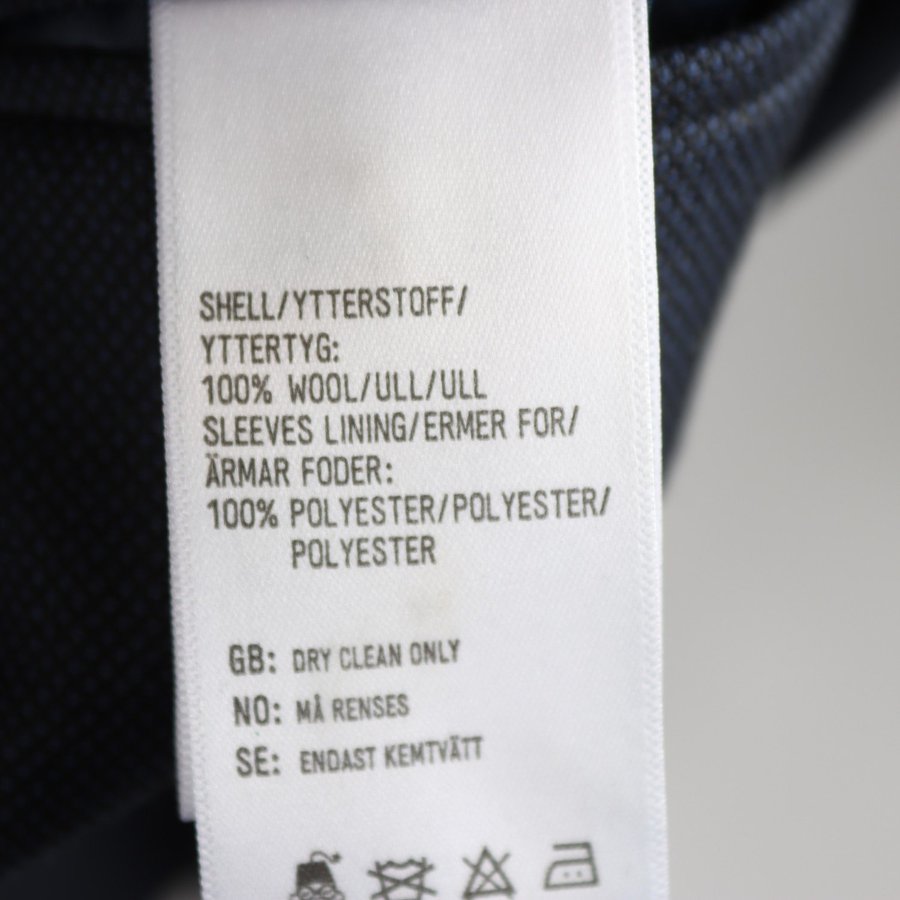 SHELL/YTTERSTOFF/
YTTERTYG:
100% WOOL/ULL/ULL
SLEEVES LINING/ERMER FOR/
ÄRMAR FODER:
100% POLYESTER/POLYESTER/
POLYESTER
GB: DRY CLEAN ONLY
NO: MÅ RENSES
SE: ENDAST KEMTVÄTT